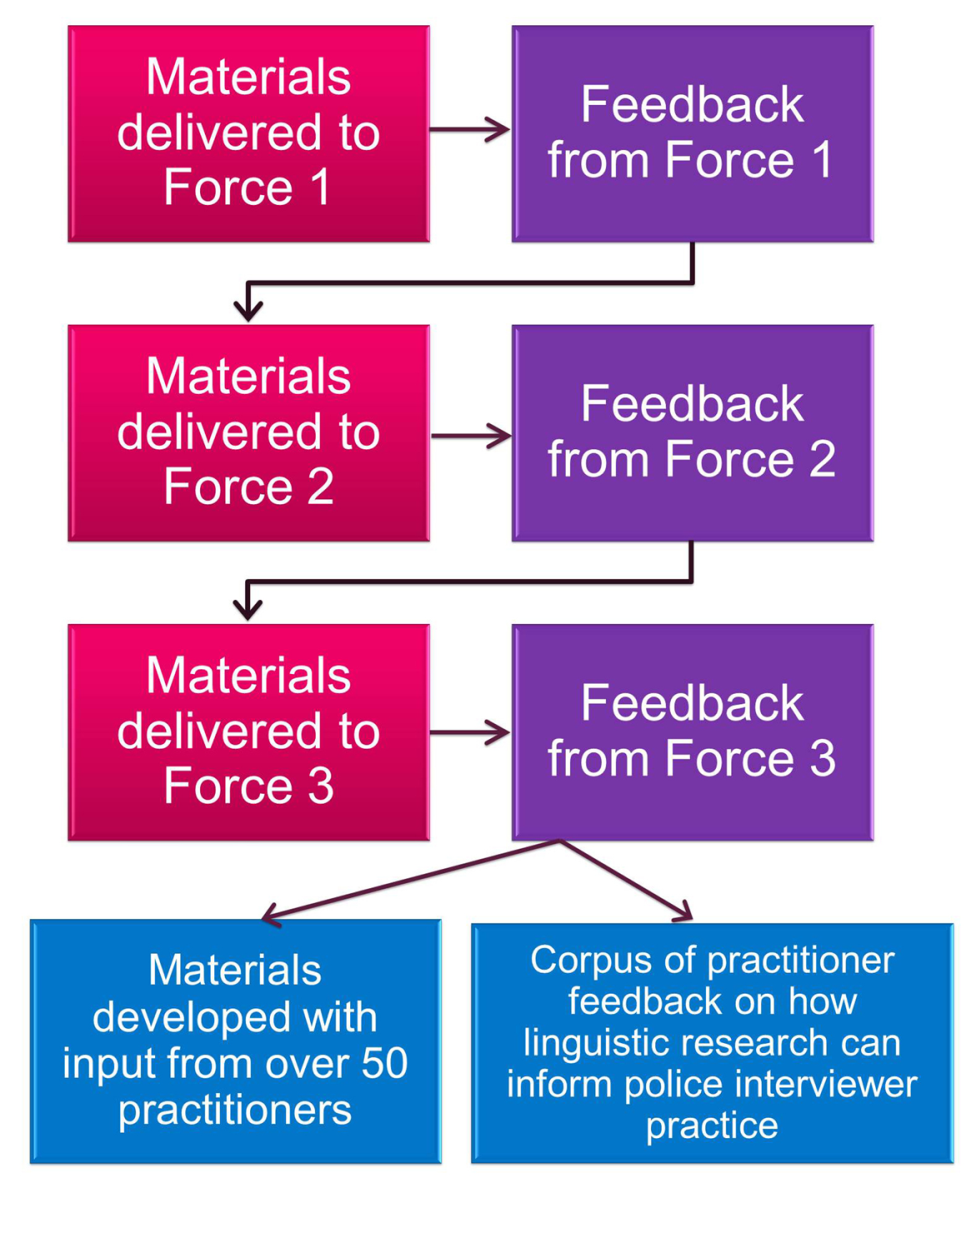 Materials
delivered to
Force 1
Feedback
from Force 1
Materials
delivered to
Force 2
Feedback
from Force 2
Materials
delivered to
Force 3
Feedback
from Force 3
Materials
developed with
input from over 50
practitioners
Corpus of practitioner
feedback on how
linguistic research can
inform police interviewer
practice